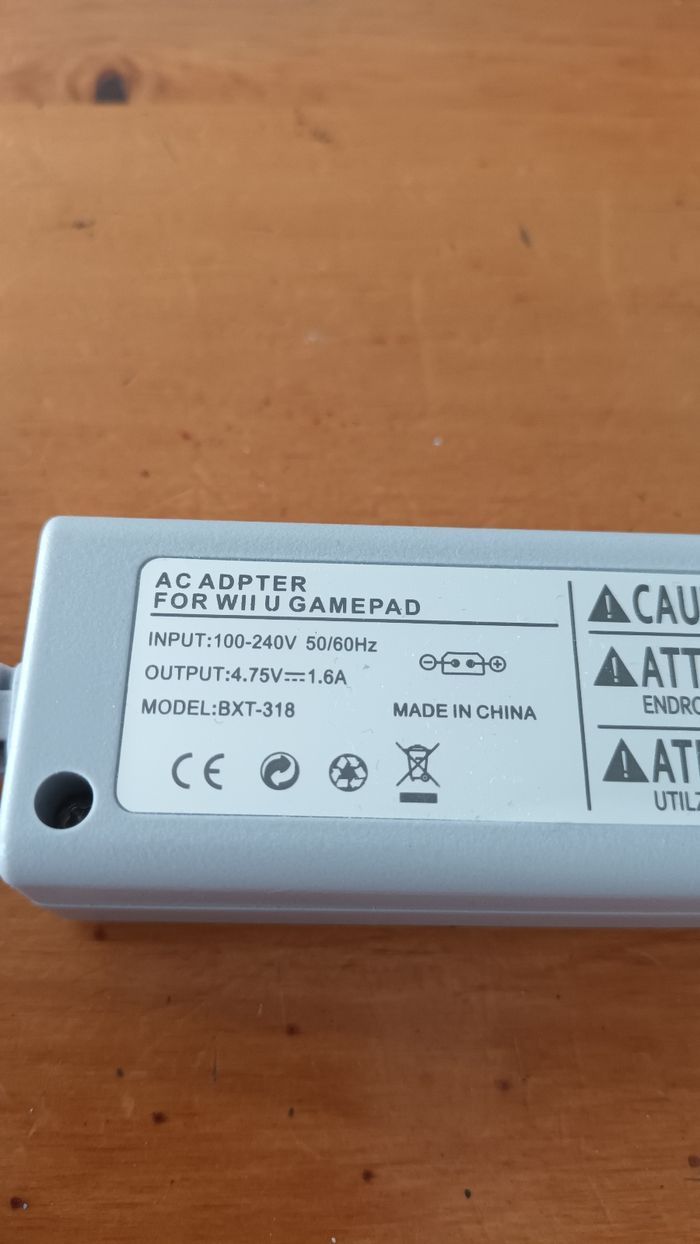 AC ADPTER
FOR WII U GAMEPAD
INPUT:100-240V 50/60Hz
OUTPUT:4.75V⎓1.6A
MODEL:BXT-318
MADE IN CHINA
CE
CAU
ATT
ENDRO
ATE
UTILZ